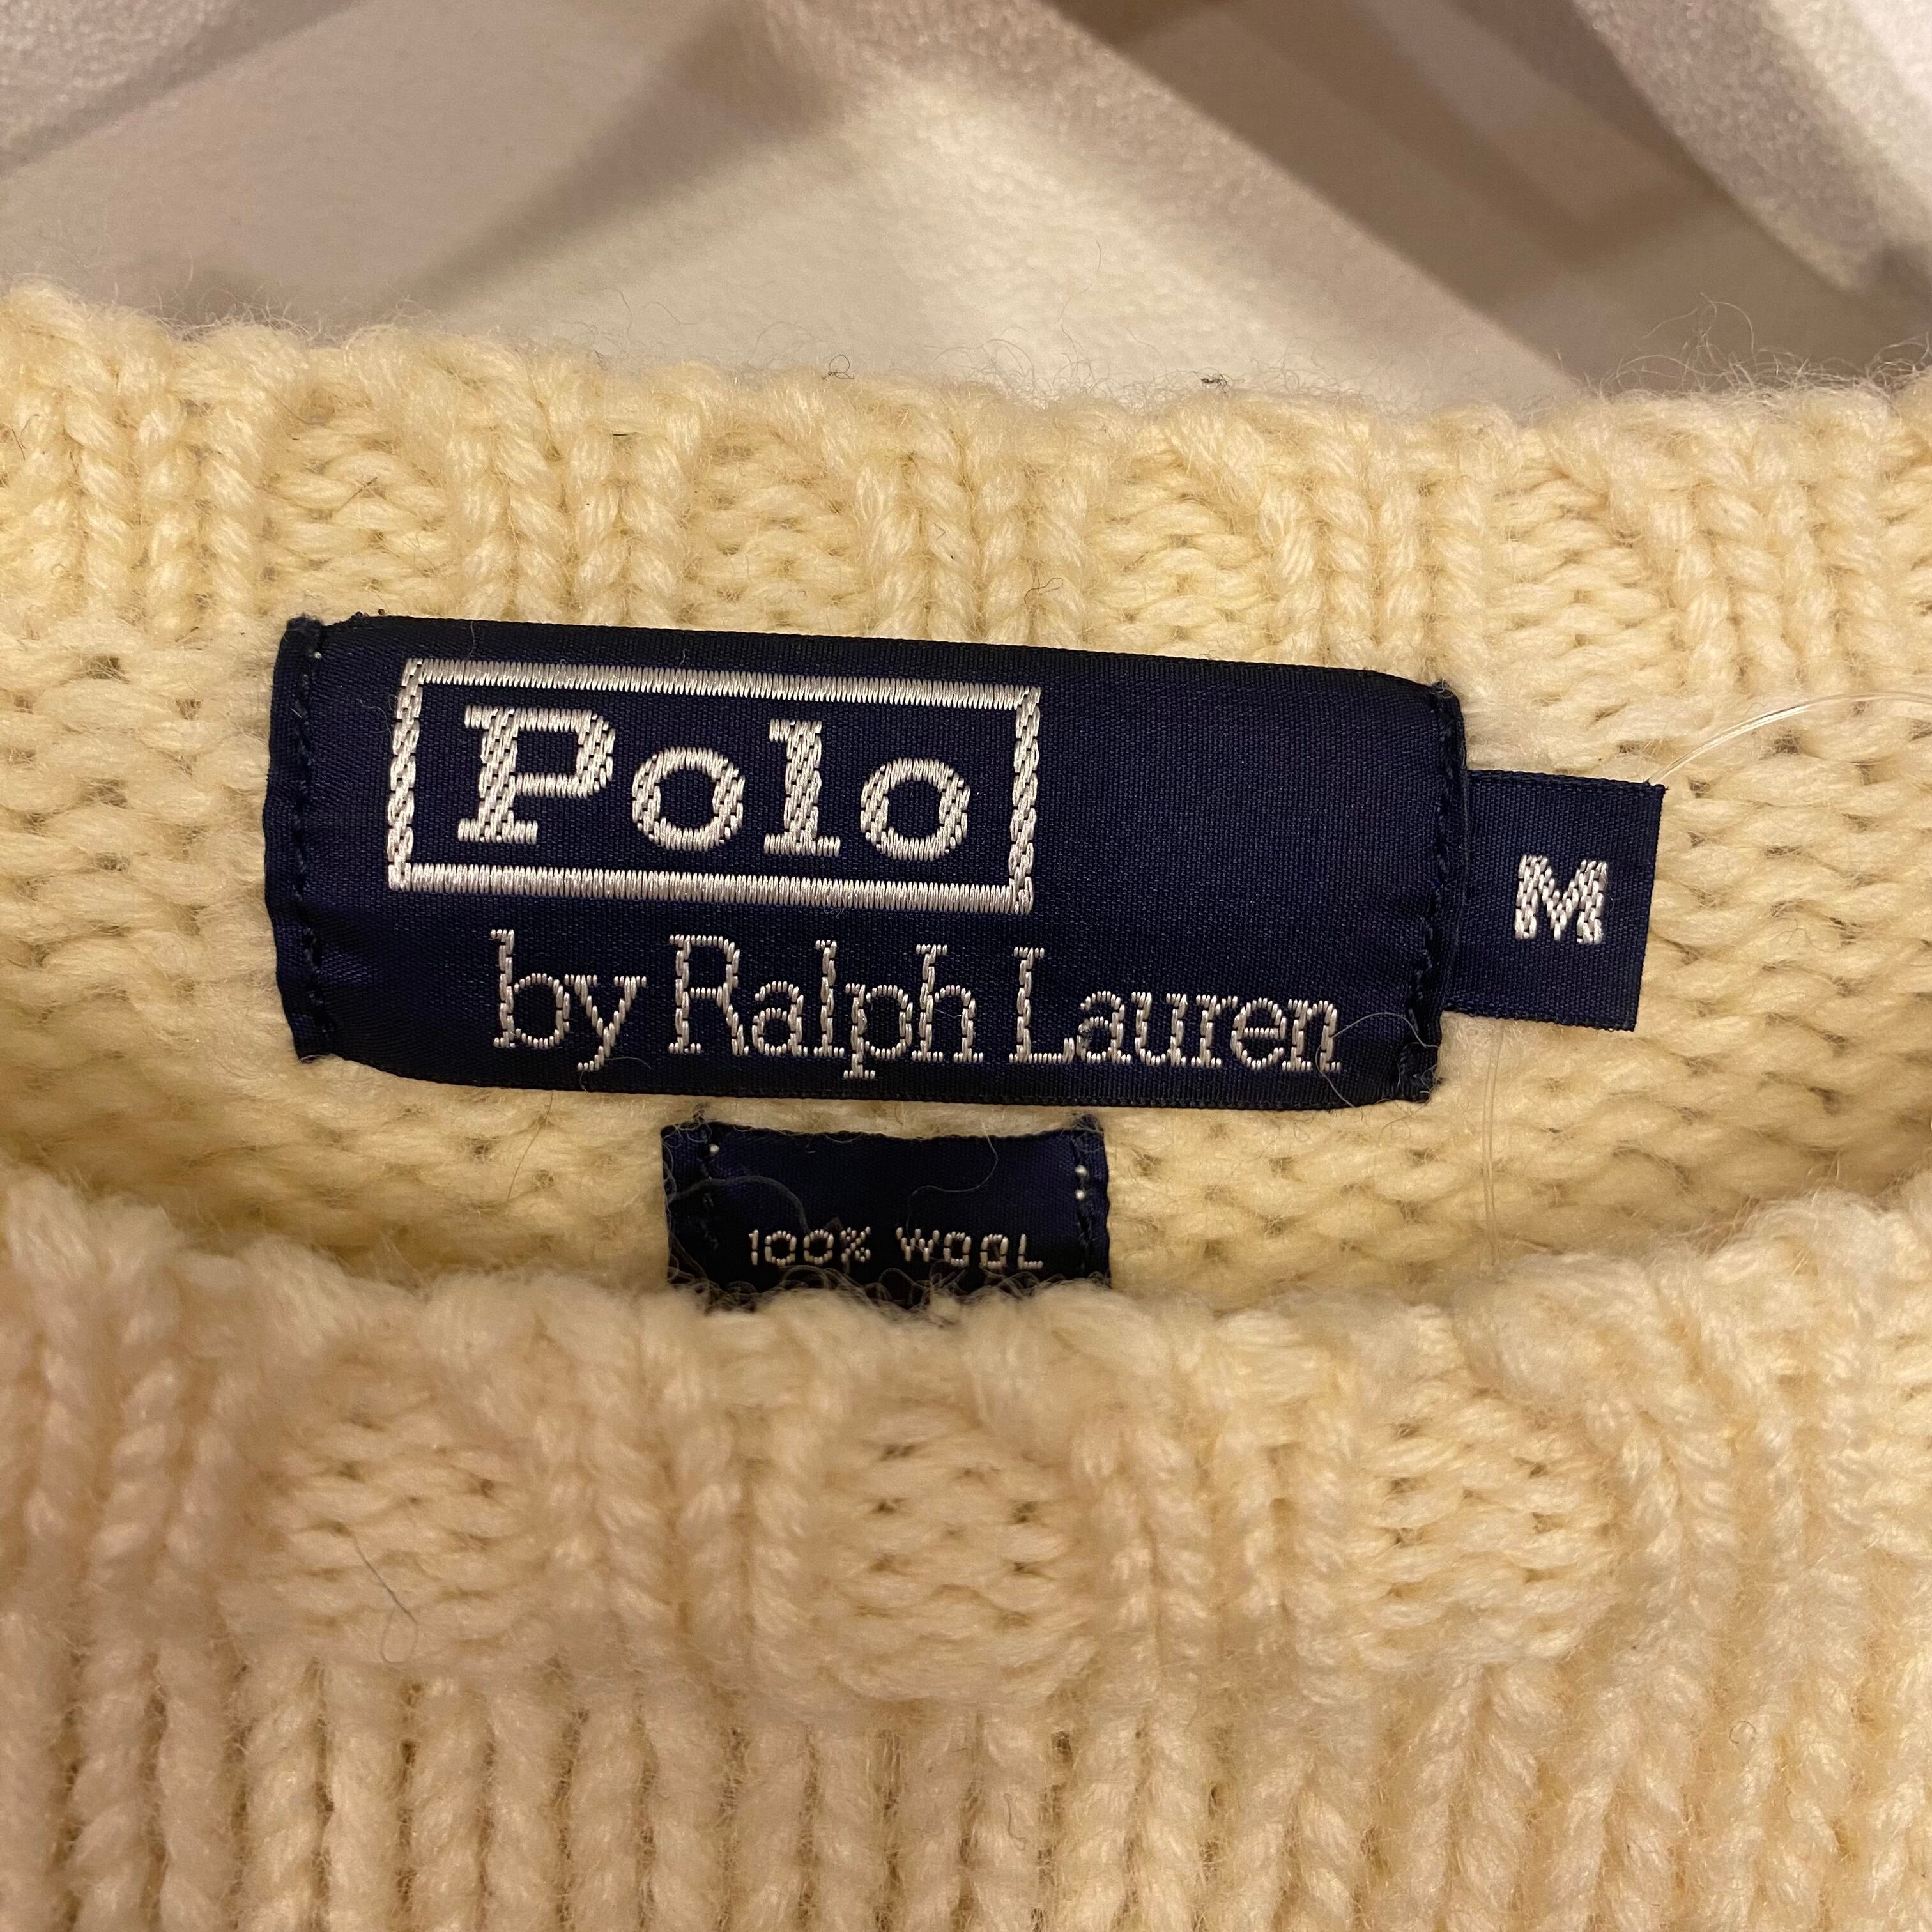 Polo
by Ralph Lauren
M
100% WOOL